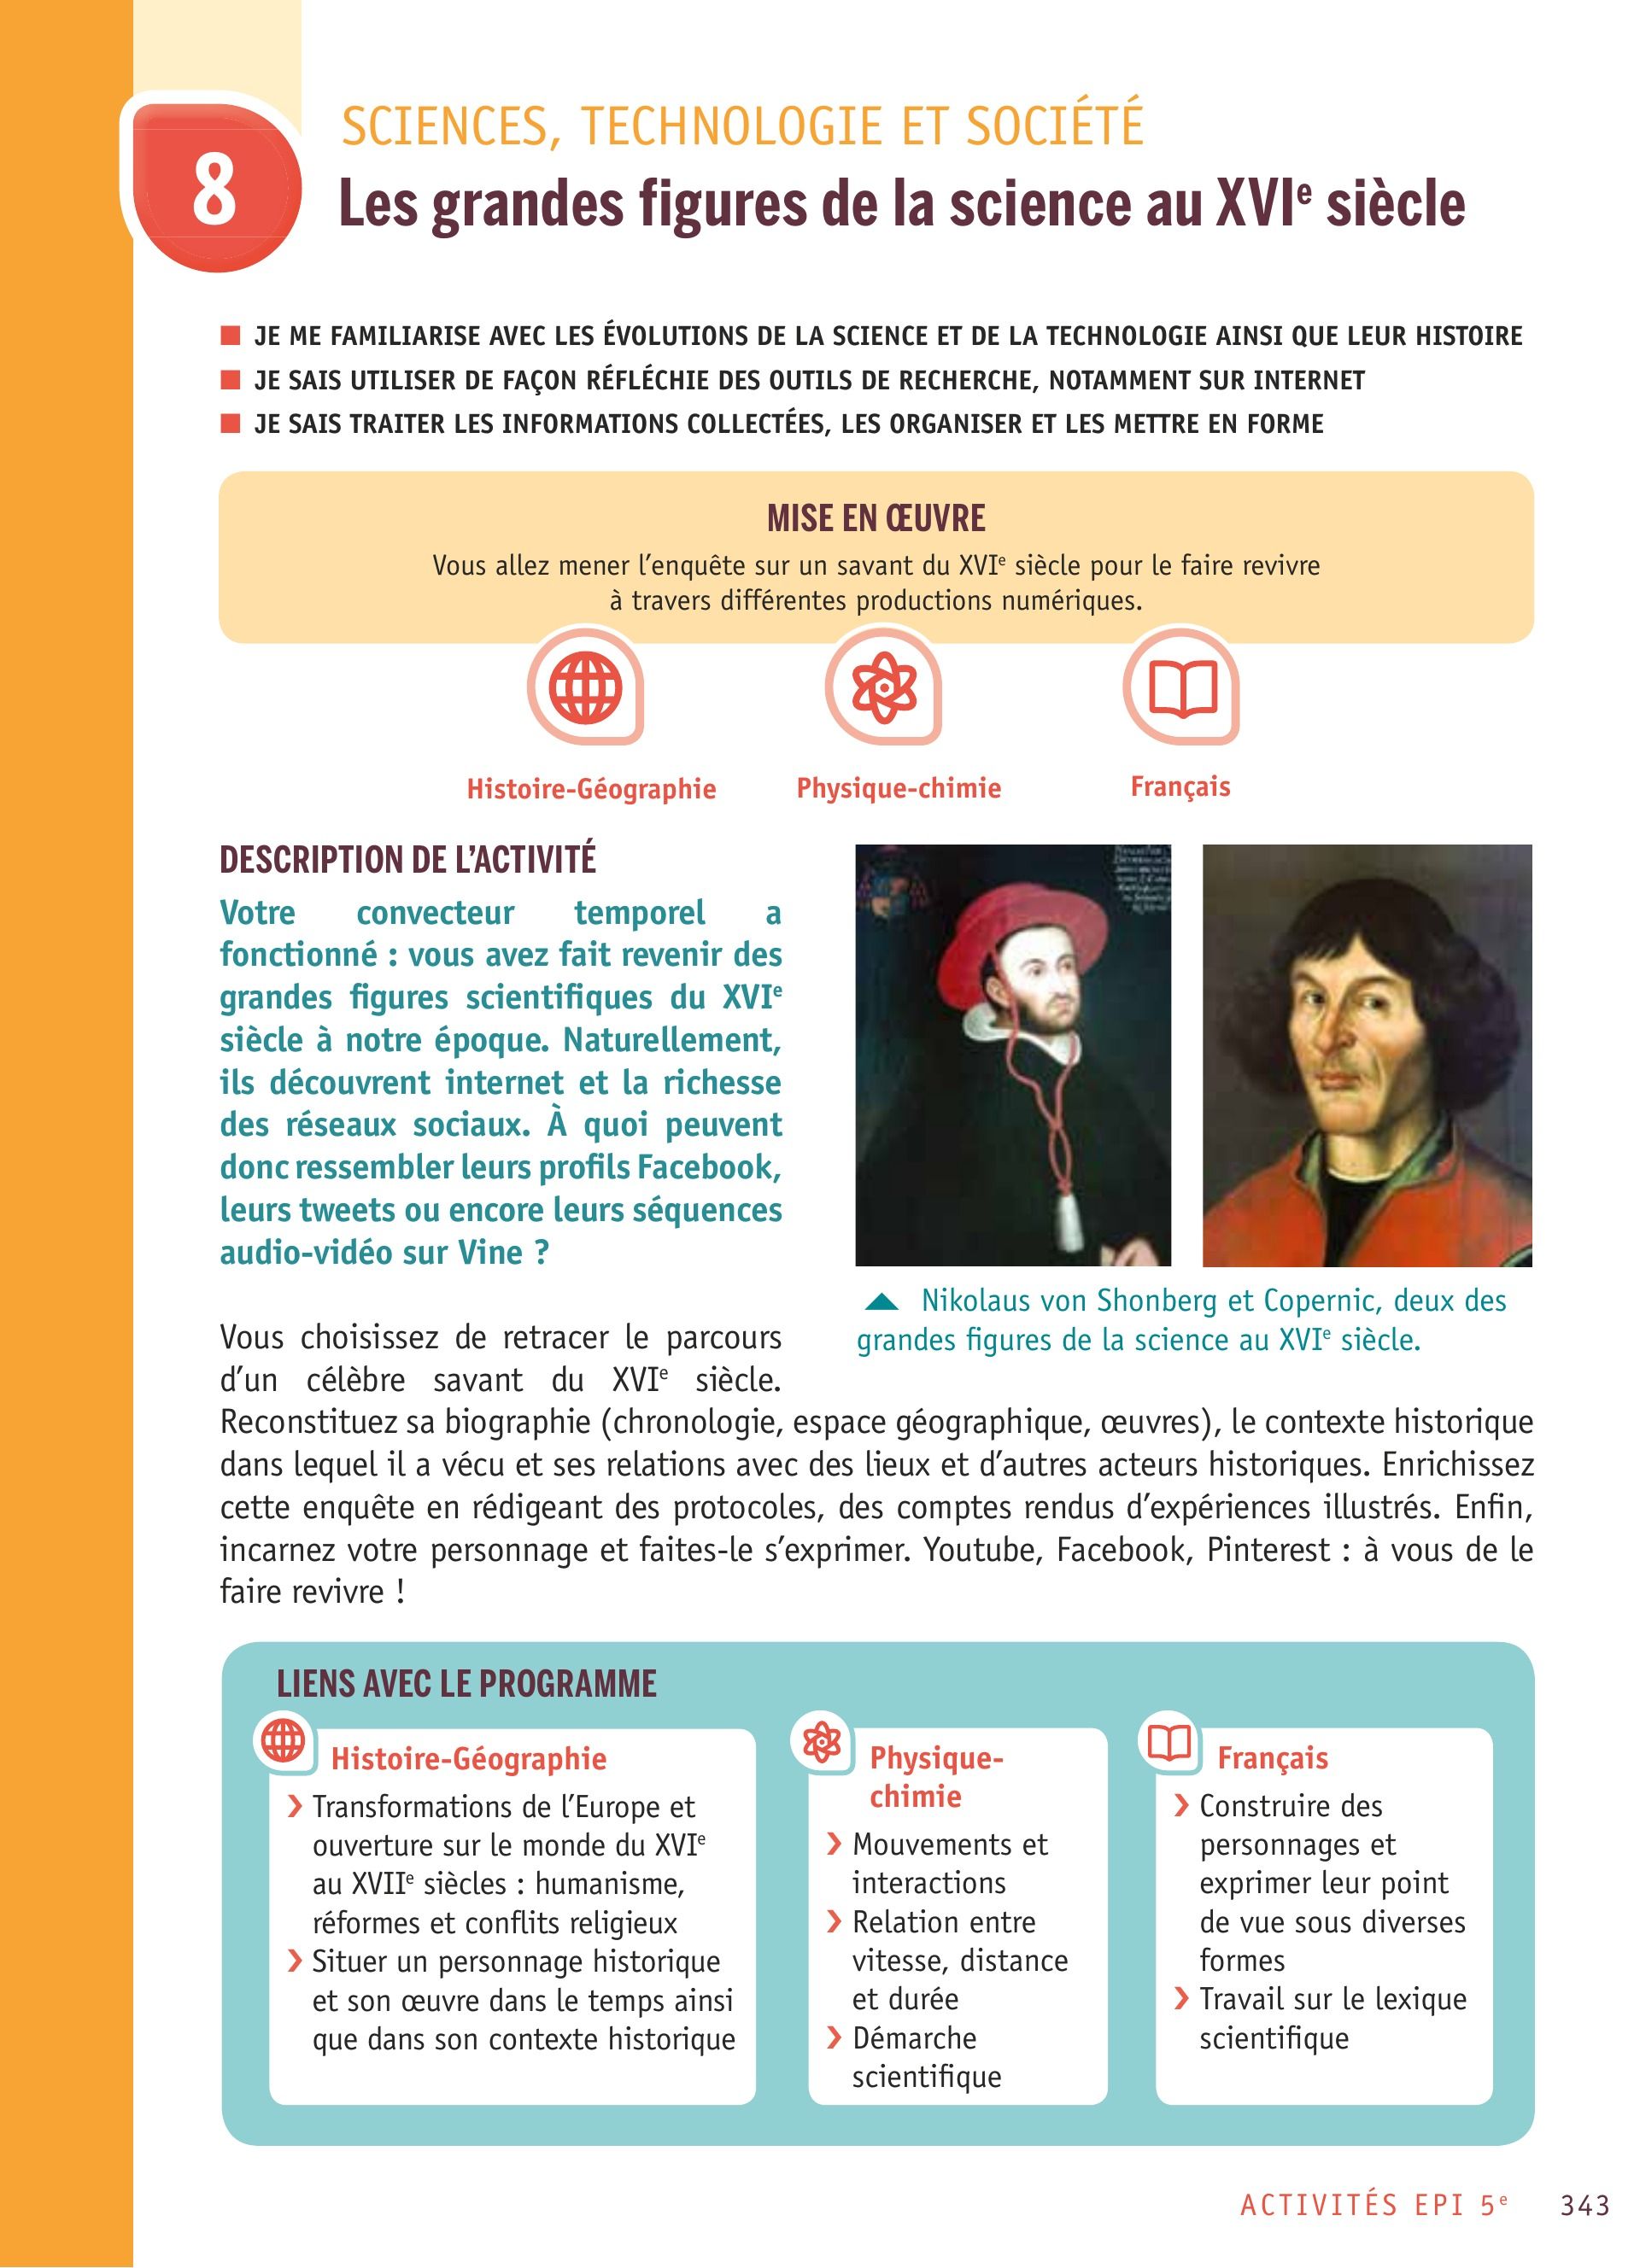 8
SCIENCES, TECHNOLOGIE ET SOCIÉTÉ
Les grandes figures de la science au XVIe siècle
JE ME FAMILIARISE AVEC LES ÉVOLUTIONS DE LA SCIENCE ET DE LA TECHNOLOGIE AINSI QUE LEUR HISTOIRE
JE SAIS UTILISER DE FAÇON RÉFLÉCHIE DES OUTILS DE RECHERCHE, NOTAMMENT SUR INTERNET
JE SAIS TRAITER LES INFORMATIONS COLLECTÉES, LES ORGANISER ET LES METTRE EN FORME
MISE EN ŒUVRE
Vous allez mener l'enquête sur un savant du XVIe siècle pour le faire revivre
à travers différentes productions numériques.
Histoire-Géographie
Physique-chimie
Français
DESCRIPTION DE L'ACTIVITÉ
Votre convecteur temporel a
fonctionné : vous avez fait revenir des
grandes figures scientifiques du XVIe
siècle à notre époque. Naturellement,
ils découvrent internet et la richesse
des réseaux sociaux. À quoi peuvent
donc ressembler leurs profils Facebook,
leurs tweets ou encore leurs séquences
audio-vidéo sur Vine ?
Nikolaus von Shonberg et Copernic, deux des
grandes figures de la science au XVIe siècle.
Vous choisissez de retracer le parcours
d'un célèbre savant du XVIe siècle.
Reconstituez sa biographie (chronologie, espace géographique, œuvres), le contexte historique
dans lequel il a vécu et ses relations avec des lieux et d'autres acteurs historiques. Enrichissez
cette enquête en rédigeant des protocoles, des comptes rendus d'expériences illustrés. Enfin,
incarnez votre personnage et faites-le s'exprimer. Youtube, Facebook, Pinterest : à vous de le
faire revivre !
LIENS AVEC LE PROGRAMME
Histoire-Géographie
Transformations de l'Europe et
ouverture sur le monde du XVIe
au XVIIe siècles : humanisme,
réformes et conflits religieux
Situer un personnage historique
et son œuvre dans le temps ainsi
que dans son contexte historique
Physique-
chimie
Mouvements et
interactions
Relation entre
vitesse, distance
et durée
Démarche
scientifique
Français
Construire des
personnages et
exprimer leur point
de vue sous diverses
formes
Travail sur le lexique
scientifique
ACTIVITÉS EPI 5e 343